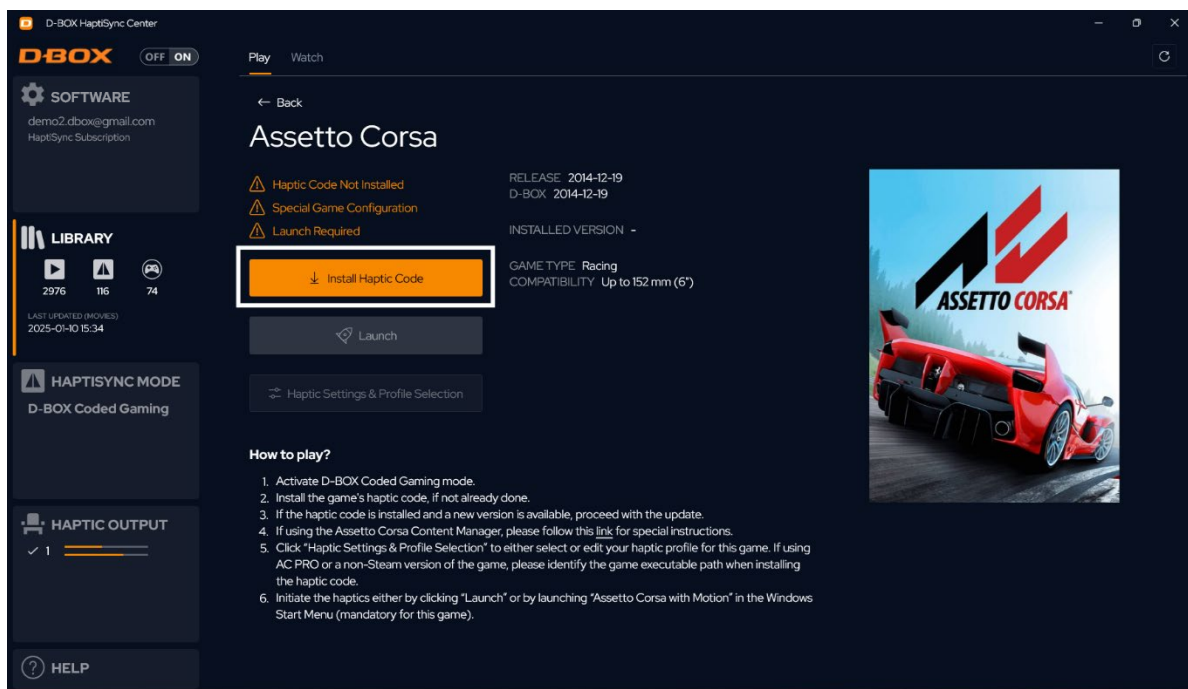 D-BOX HaptiSync Center
D-BOX
OFF ON
Play Watch
SOFTWARE
demo2.dbox@gmail.com
HaptiSync Subscription
← Back
Assetto Corsa
Haptic Code Not Installed
Special Game Configuration
Launch Required
RELEASE 2014-12-19
D-BOX 2014-12-19
INSTALLED VERSION -
GAME TYPE Racing
COMPATIBILITY Up to 152 mm (6")
Install Haptic Code
Launch
Haptic Settings & Profile Selection
ASSETTO CORSA
LIBRARY
2976 116 74
LAST UPDATED (MOVIES)
2025-01-10 15:34
HAPTISYNC MODE
D-BOX Coded Gaming
How to play?
1. Activate D-BOX Coded Gaming mode.
2. Install the game's haptic code, if not already done.
3. If the haptic code is installed and a new version is available, proceed with the update.
4. If using the Assetto Corsa Content Manager, please follow this link for special instructions.
5. Click "Haptic Settings & Profile Selection" to either select or edit your haptic profile for this game. If using
AC PRO or a non-Steam version of the game, please identify the game executable path when installing
the haptic code.
6. Initiate the haptics either by clicking "Launch" or by launching "Assetto Corsa with Motion" in the Windows
Start Menu (mandatory for this game).
HAPTIC OUTPUT
✓ 1
? HELP